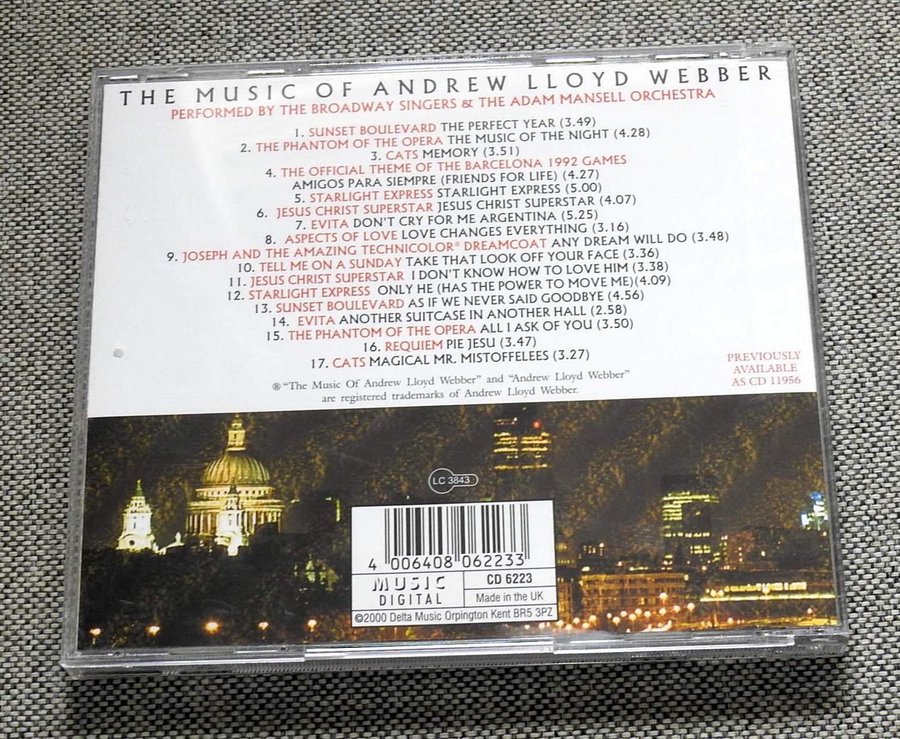 THE MUSIC OF ANDREW LLOYD WEBBER
PERFORMED BY THE BROADWAY SINGERS & THE ADAM MANSELL ORCHESTRA
1. SUNSET BOULEVARD THE PERFECT YEAR (3.49)
2. THE PHANTOM OF THE OPERA THE MUSIC OF THE NIGHT (4.28)
3. CATS MEMORY (3.51)
4. THE OFFICIAL THEME OF THE BARCELONA 1992 GAMES
AMIGOS PARA SIEMPRE (FRIENDS FOR LIFE) (4.27)
5. STARLIGHT EXPRESS STARLIGHT EXPRESS (5.00)
6. JESUS CHRIST SUPERSTAR JESUS CHRIST SUPERSTAR (4.07)
7. EVITA DON'T CRY FOR ME ARGENTINA (5.25)
8. ASPECTS OF LOVE LOVE CHANGES EVERYTHING (3.16)
9. JOSEPH AND THE AMAZING TECHNICOLOR® DREAMCOAT ANY DREAM WILL DO (3.48)
10. TELL ME ON A SUNDAY TAKE THAT LOOK OFF YOUR FACE (3.36)
11. JESUS CHRIST SUPERSTAR I DON'T KNOW HOW TO LOVE HIM (3.38)
12. STARLIGHT EXPRESS ONLY HE (HAS THE POWER TO MOVE ME)(4.09)
13. SUNSET BOULEVARD AS IF WE NEVER SAID GOODBYE (4.56)
14. EVITA ANOTHER SUITCASE IN ANOTHER HALL (2.58)
15. THE PHANTOM OF THE OPERA ALL I ASK OF YOU (3.50)
16. REQUIEM PIE JESU (3.47)
17. CATS MAGICAL MR. MISTOFFELEES (3.27)
® "The Music Of Andrew Lloyd Webber" and "Andrew Lloyd Webber"
are registered trademarks of Andrew Lloyd Webber.
PREVIOUSLY
AVAILABLE
AS CD 11956
LC 3843
4 006408 062233
MUSIC
DIGITAL
CD 6223
Made in the UK
©2000 Delta Music Orpington Kent BR5 3PZ